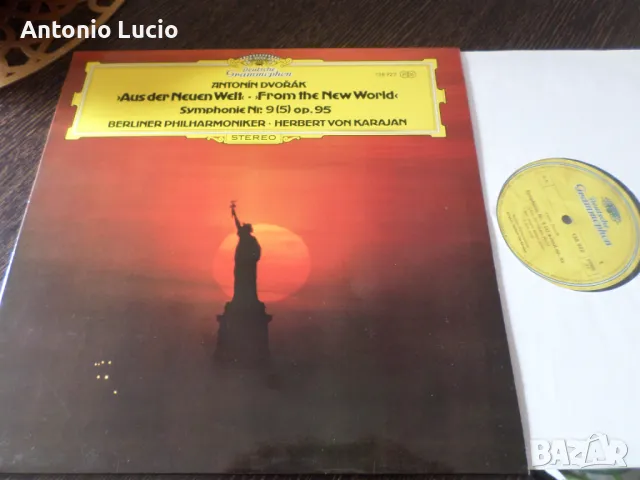 Antonio Lucio
Deutsche
Grammophon
ANTONÍN DVOŘÁK
›Aus der Neuen Welt‹ · ›From the New World‹
Symphonie Nr. 9 (5) op. 95
BERLINER PHILHARMONIKER · HERBERT VON KARAJAN
STEREO
Deutsche
Grammophon
BAZAR